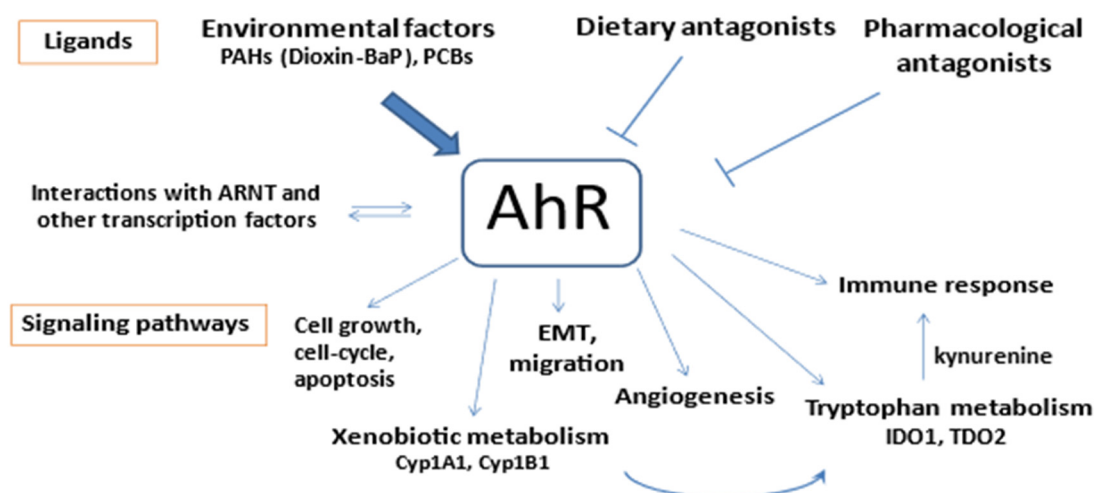 Ligands
Environmental factors
PAHs (Dioxin-BaP), PCBs
Dietary antagonists
Pharmacological
antagonists
AhR
Interactions with ARNT and
other transcription factors
Immune response
Signaling pathways
Cell growth,
cell-cycle,
apoptosis
EMT,
migration
kynurenine
Angiogenesis
Tryptophan metabolism
IDO1, TDO2
Xenobiotic metabolism
Cyp1A1, Cyp1B1